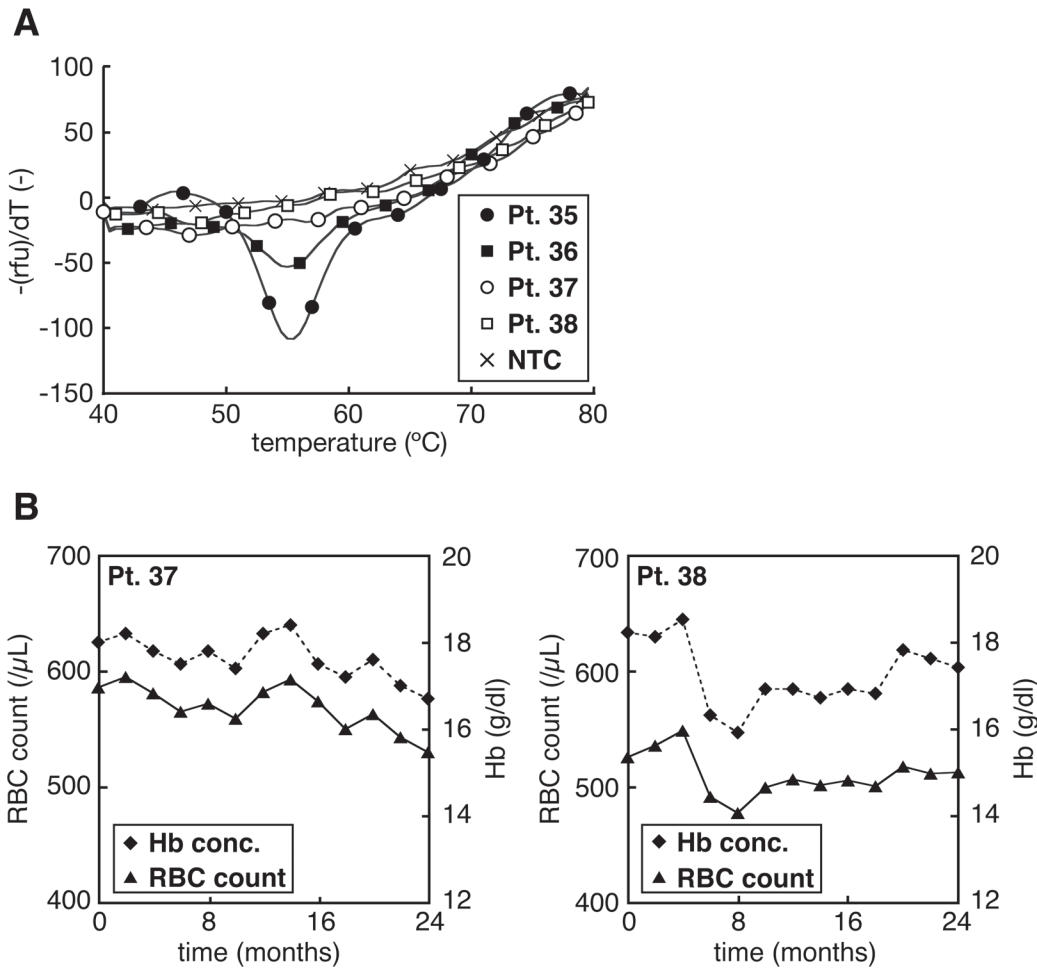 A
100
50
0
-50
-100
-150
-(rfu)/dT (-)
40 50 60 70 80
temperature (ºC)
Pt. 35
Pt. 36
Pt. 37
Pt. 38
NTC
B
700
600
500
400
RBC count (/µL)
Pt. 37
20
18
16
14
12
Hb (g/dl)
Hb conc.
RBC count
0 8 16 24
time (months)
700
600
500
400
RBC count (/µL)
Pt. 38
20
18
16
14
12
Hb (g/dl)
Hb conc.
RBC count
0 8 16 24
time (months)